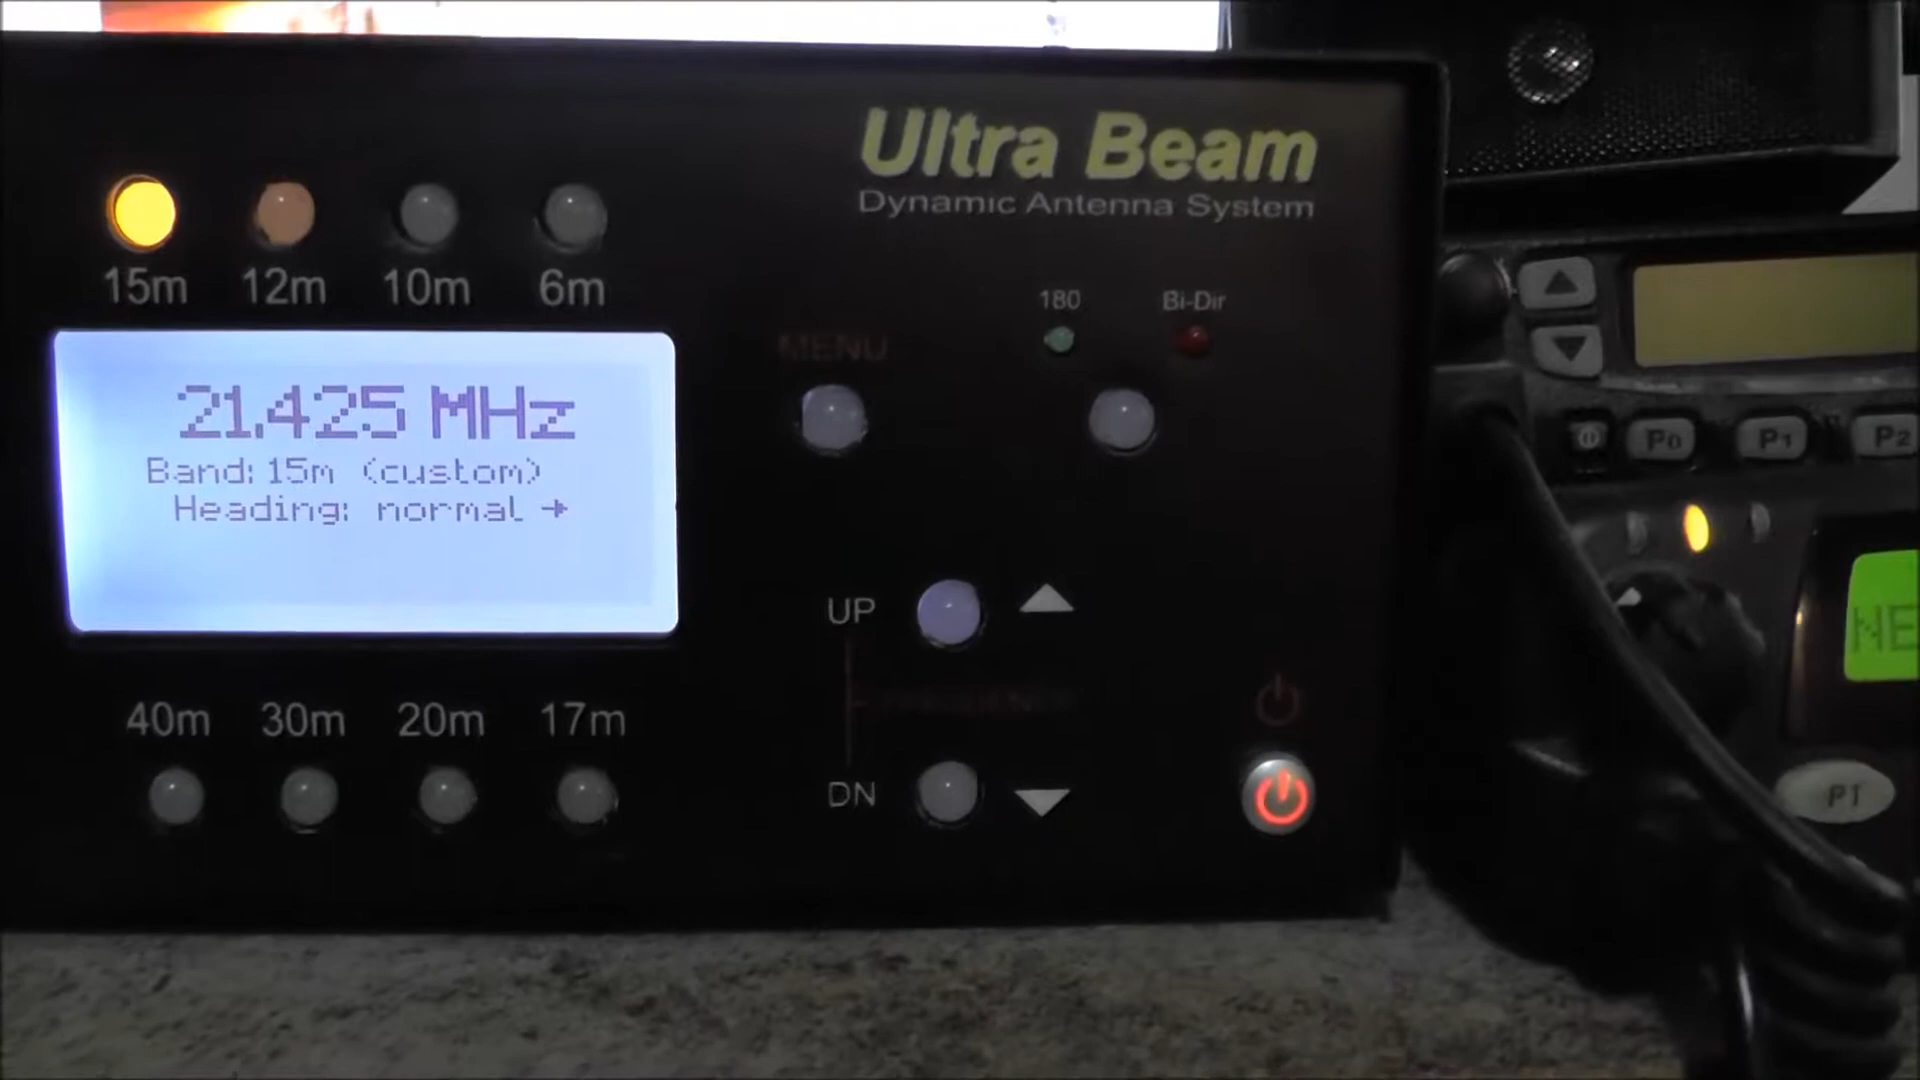 Ultra Beam
Dynamic Antenna System
15m 12m 10m 6m
180 Bi-Dir
MENU
21.425 MHz
Band: 15m (custom)
Heading: normal →
P0 P1 P2
UP
NE
40m 30m 20m 17m
DN